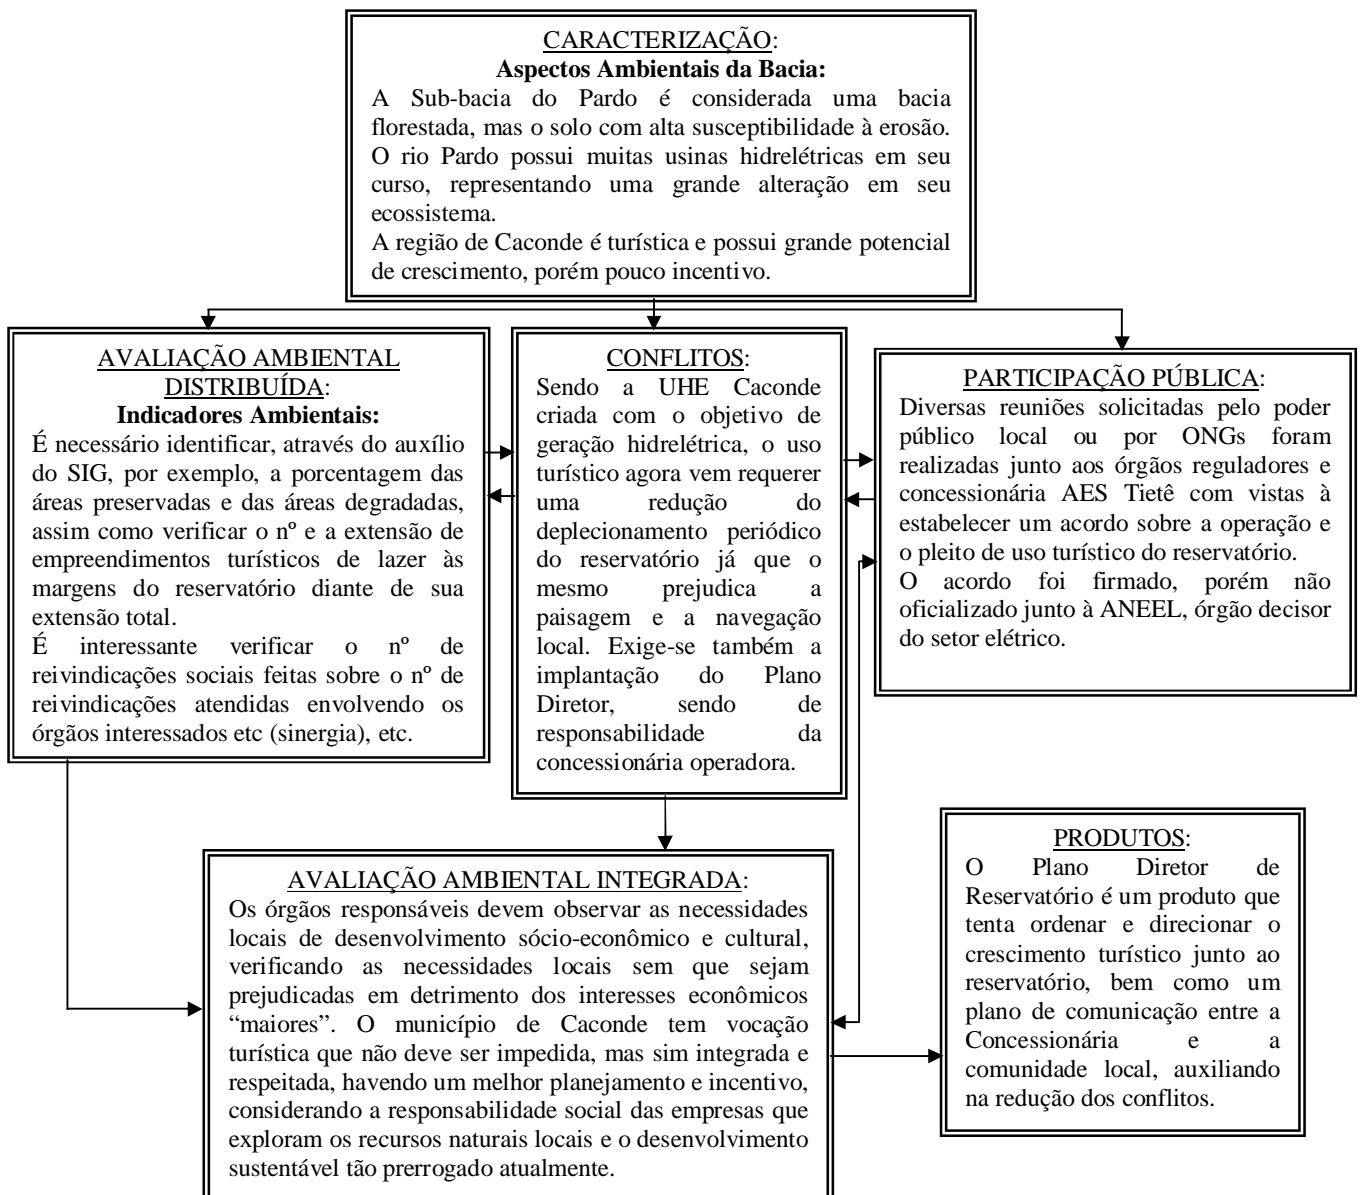 CARACTERIZAÇÃO:
Aspectos Ambientais da Bacia:
A Sub-bacia do Pardo é considerada uma bacia
florestada, mas o solo com alta susceptibilidade à erosão.
O rio Pardo possui muitas usinas hidrelétricas em seu
curso, representando uma grande alteração em seu
ecossistema.
A região de Caconde é turística e possui grande potencial
de crescimento, porém pouco incentivo.
AVALIAÇÃO AMBIENTAL
DISTRIBUÍDA:
Indicadores Ambientais:
É necessário identificar, através do auxílio
do SIG, por exemplo, a porcentagem das
áreas preservadas e das áreas degradadas,
assim como verificar o nº e a extensão de
empreendimentos turísticos de lazer às
margens do reservatório diante de sua
extensão total.
É interessante verificar o nº de
reivindicações sociais feitas sobre o nº de
reivindicações atendidas envolvendo os
órgãos interessados etc (sinergia), etc.
CONFLITOS:
Sendo a UHE Caconde
criada com o objetivo de
geração hidrelétrica, o uso
turístico agora vem requerer
uma redução do
deplecionamento periódico
do reservatório já que o
mesmo prejudica a
paisagem e a navegação
local. Exige-se também a
implantação do Plano
Diretor, sendo de
responsabilidade da
concessionária operadora.
PARTICIPAÇÃO PÚBLICA:
Diversas reuniões solicitadas pelo poder
público local ou por ONGs foram
realizadas junto aos órgãos reguladores e
concessionária AES Tietê com vistas à
estabelecer um acordo sobre a operação e
o pleito de uso turístico do reservatório.
O acordo foi firmado, porém não
oficializado junto à ANEEL, órgão decisor
do setor elétrico.
AVALIAÇÃO AMBIENTAL INTEGRADA:
Os órgãos responsáveis devem observar as necessidades
locais de desenvolvimento sócio-econômico e cultural,
verificando as necessidades locais sem que sejam
prejudicadas em detrimento dos interesses econômicos
“maiores”. O município de Caconde tem vocação
turística que não deve ser impedida, mas sim integrada e
respeitada, havendo um melhor planejamento e incentivo,
considerando a responsabilidade social das empresas que
exploram os recursos naturais locais e o desenvolvimento
sustentável tão prerrogado atualmente.
PRODUTOS:
O Plano Diretor de
Reservatório é um produto que
tenta ordenar e direcionar o
crescimento turístico junto ao
reservatório, bem como um
plano de comunicação entre a
Concessionária e a
comunidade local, auxiliando
na redução dos conflitos.